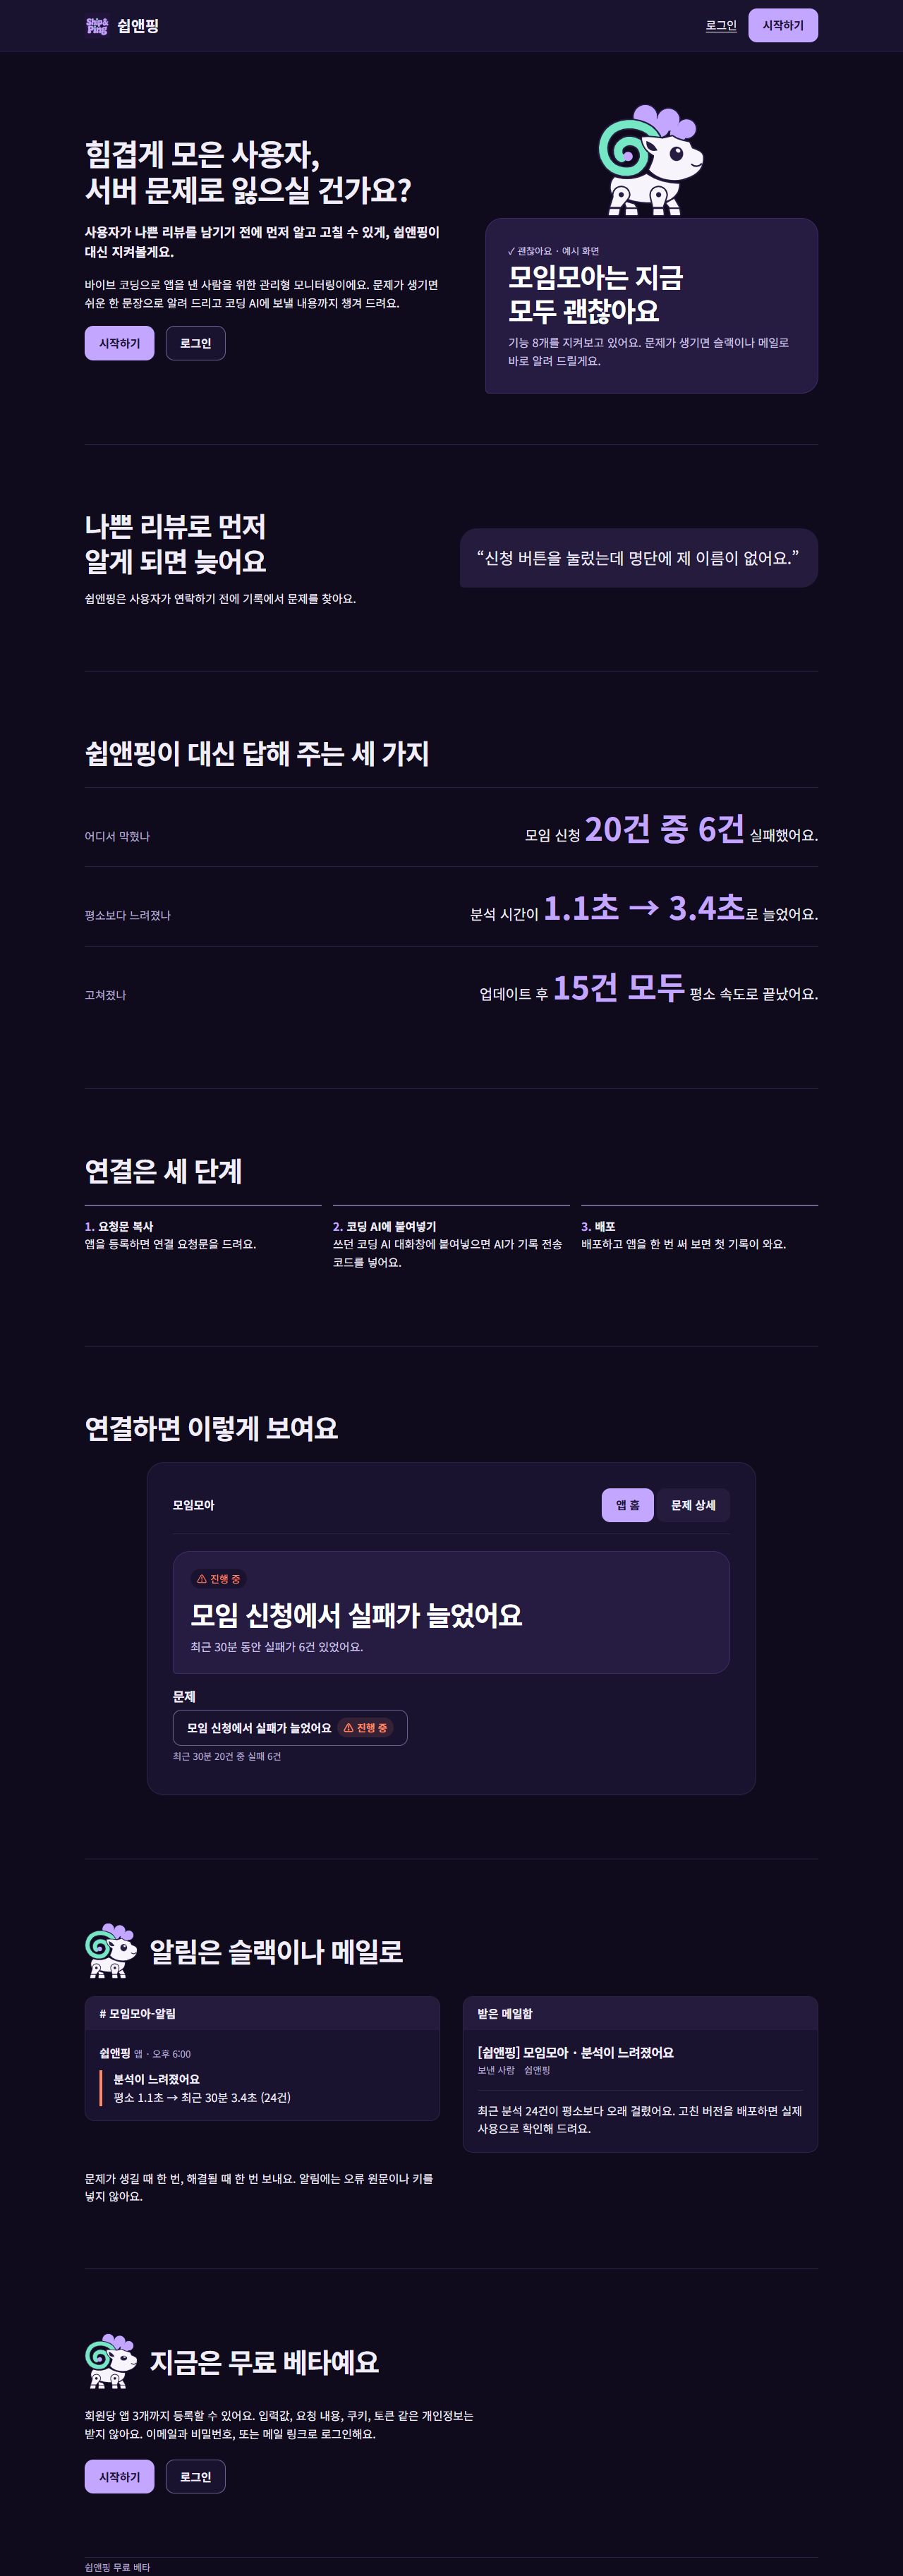 Ship& Ping 쉽앤핑
로그인
시작하기
힘겹게 모은 사용자,
서버 문제로 잃으실 건가요?
사용자가 나쁜 리뷰를 남기기 전에 먼저 알고 고칠 수 있게, 쉽앤핑이
대신 지켜볼게요.
바이브 코딩으로 앱을 낸 사람을 위한 관리형 모니터링이에요. 문제가 생기면
쉬운 한 문장으로 알려 드리고 코딩 AI에 보낼 내용까지 챙겨 드려요.
시작하기
로그인
✓ 괜찮아요 · 예시 화면
모임모아는 지금
모두 괜찮아요
기능 8개를 지켜보고 있어요. 문제가 생기면 슬랙이나 메일로
바로 알려 드릴게요.
나쁜 리뷰로 먼저
알게 되면 늦어요
쉽앤핑은 사용자가 연락하기 전에 기록에서 문제를 찾아요.
“신청 버튼을 눌렀는데 명단에 제 이름이 없어요.”
쉽앤핑이 대신 답해 주는 세 가지
어디서 막혔나
모임 신청 20건 중 6건 실패했어요.
평소보다 느려졌나
분석 시간이 1.1초 → 3.4초로 늘었어요.
고쳐졌나
업데이트 후 15건 모두 평소 속도로 끝났어요.
연결은 세 단계
1. 요청문 복사
앱을 등록하면 연결 요청문을 드려요.
2. 코딩 AI에 붙여넣기
쓰던 코딩 AI 대화창에 붙여넣으면 AI가 기록 전송
코드를 넣어요.
3. 배포
배포하고 앱을 한 번 써 보면 첫 기록이 와요.
연결하면 이렇게 보여요
모임모아
앱 홈
문제 상세
⚠ 진행 중
모임 신청에서 실패가 늘었어요
최근 30분 동안 실패가 6건 있었어요.
문제
모임 신청에서 실패가 늘었어요 ⚠ 진행 중
최근 30분 20건 중 실패 6건
알림은 슬랙이나 메일로
# 모임모아-알림
쉽앤핑 앱 · 오후 6:00
분석이 느려졌어요
평소 1.1초 → 최근 30분 3.4초 (24건)
받은 메일함
[쉽앤핑] 모임모아 · 분석이 느려졌어요
보낸 사람 쉽앤핑
최근 분석 24건이 평소보다 오래 걸렸어요. 고친 버전을 배포하면 실제
사용으로 확인해 드려요.
문제가 생길 때 한 번, 해결될 때 한 번 보내요. 알림에는 오류 원문이나 키를
넣지 않아요.
지금은 무료 베타예요
회원당 앱 3개까지 등록할 수 있어요. 입력값, 요청 내용, 쿠키, 토큰 같은 개인정보는
받지 않아요. 이메일과 비밀번호, 또는 메일 링크로 로그인해요.
시작하기
로그인
쉽앤핑 무료 베타